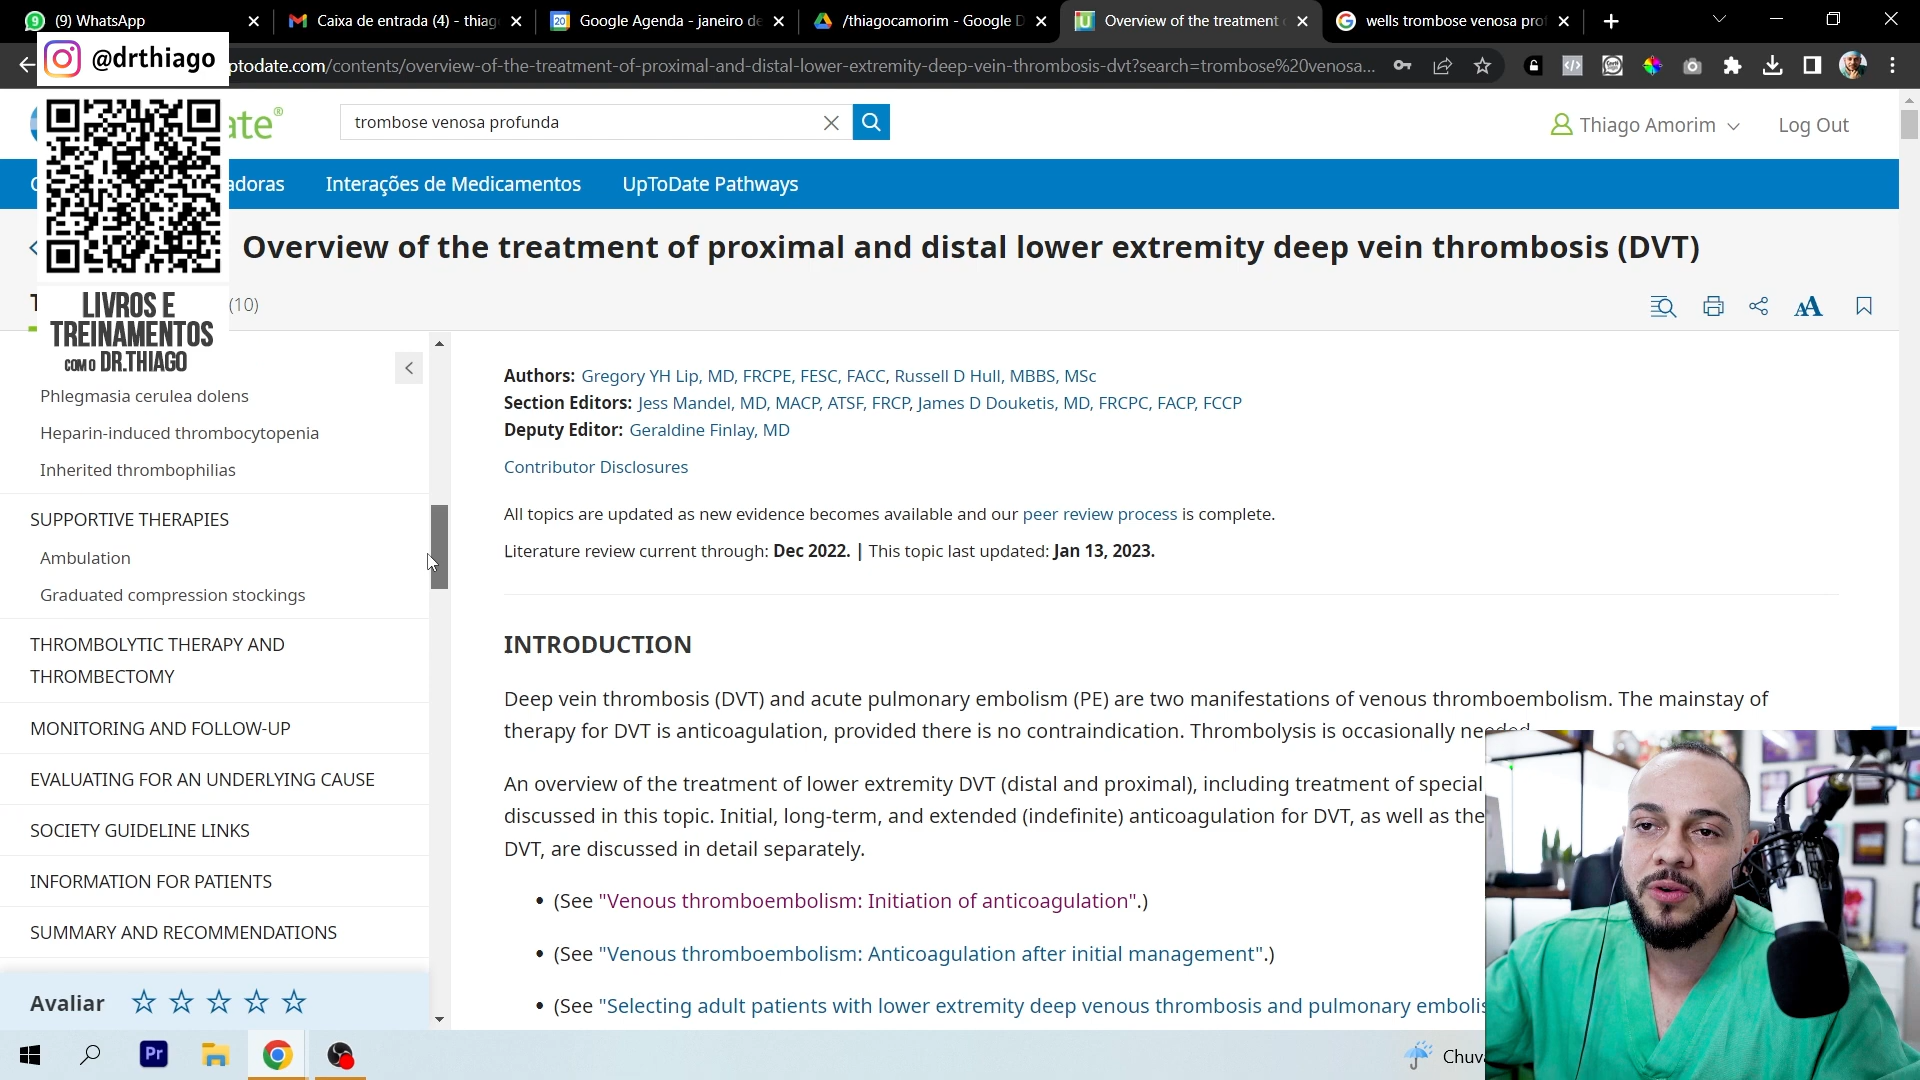 (9) WhatsApp
Caixa de entrada (4) - thiag
Google Agenda - janeiro de
/thiagocamorim - Google D
Overview of the treatment
wells trombose venosa prof
@drthiago
ptodate.com/contents/overview-of-the-treatment-of-proximal-and-distal-lower-extremity-deep-vein-thrombosis-dvt?search=trombose%20venosa...
ate®
trombose venosa profunda
Thiago Amorim
Log Out
adoras
Interações de Medicamentos
UpToDate Pathways
Overview of the treatment of proximal and distal lower extremity deep vein thrombosis (DVT)
LIVROS E
TREINAMENTOS
COM O DR.THIAGO
(10)
AA
Phlegmasia cerulea dolens
Heparin-induced thrombocytopenia
Inherited thrombophilias
SUPPORTIVE THERAPIES
Ambulation
Graduated compression stockings
THROMBOLYTIC THERAPY AND
THROMBECTOMY
MONITORING AND FOLLOW-UP
EVALUATING FOR AN UNDERLYING CAUSE
SOCIETY GUIDELINE LINKS
INFORMATION FOR PATIENTS
SUMMARY AND RECOMMENDATIONS
Avaliar
Authors: Gregory YH Lip, MD, FRCPE, FESC, FACC, Russell D Hull, MBBS, MSc
Section Editors: Jess Mandel, MD, MACP, ATSF, FRCP, James D Douketis, MD, FRCPC, FACP, FCCP
Deputy Editor: Geraldine Finlay, MD
Contributor Disclosures
All topics are updated as new evidence becomes available and our peer review process is complete.
Literature review current through: Dec 2022. | This topic last updated: Jan 13, 2023.
INTRODUCTION
Deep vein thrombosis (DVT) and acute pulmonary embolism (PE) are two manifestations of venous thromboembolism. The mainstay of
therapy for DVT is anticoagulation, provided there is no contraindication. Thrombolysis is occasionally needed
An overview of the treatment of lower extremity DVT (distal and proximal), including treatment of special
discussed in this topic. Initial, long-term, and extended (indefinite) anticoagulation for DVT, as well as the
DVT, are discussed in detail separately.
• (See "Venous thromboembolism: Initiation of anticoagulation".)
• (See "Venous thromboembolism: Anticoagulation after initial management".)
• (See "Selecting adult patients with lower extremity deep venous thrombosis and pulmonary embolis
Pr
Chuv